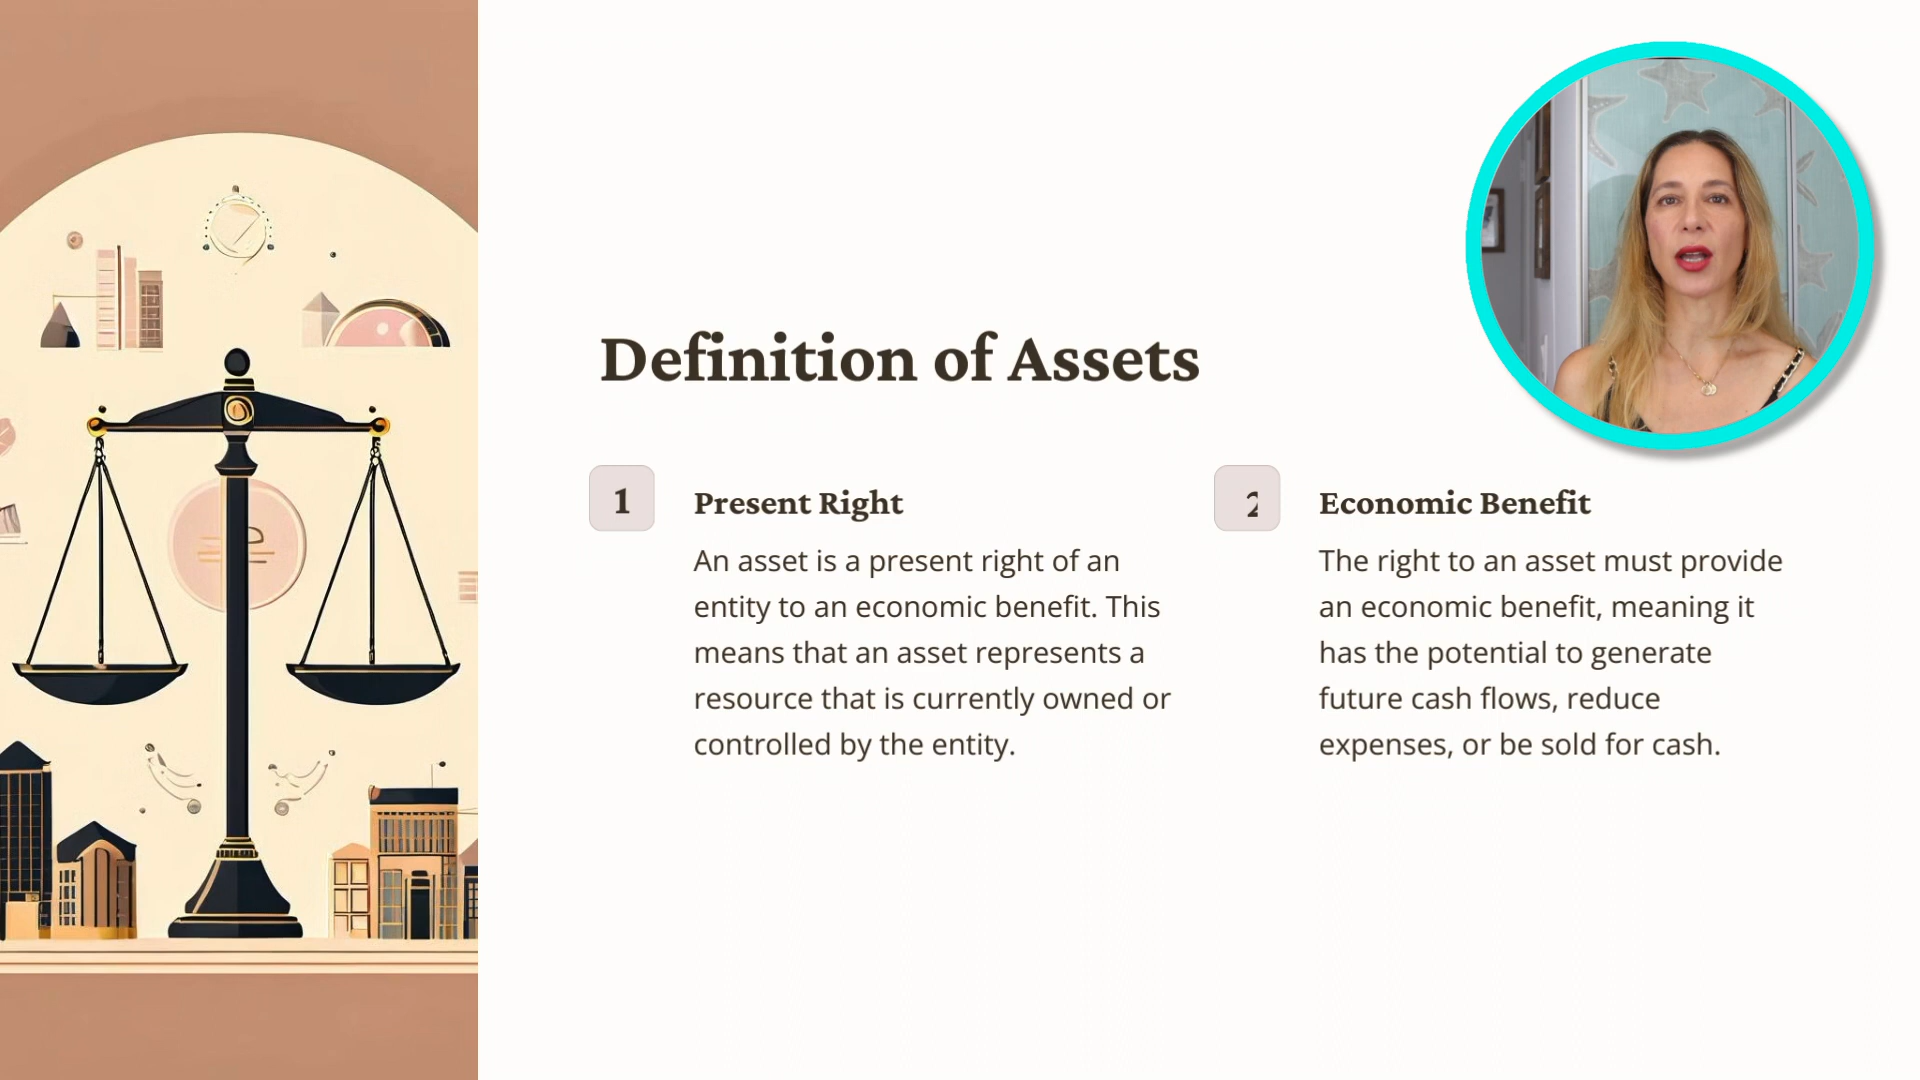 Definition of Assets
1
Present Right
An asset is a present right of an
entity to an economic benefit. This
means that an asset represents a
resource that is currently owned or
controlled by the entity.
2
Economic Benefit
The right to an asset must provide
an economic benefit, meaning it
has the potential to generate
future cash flows, reduce
expenses, or be sold for cash.